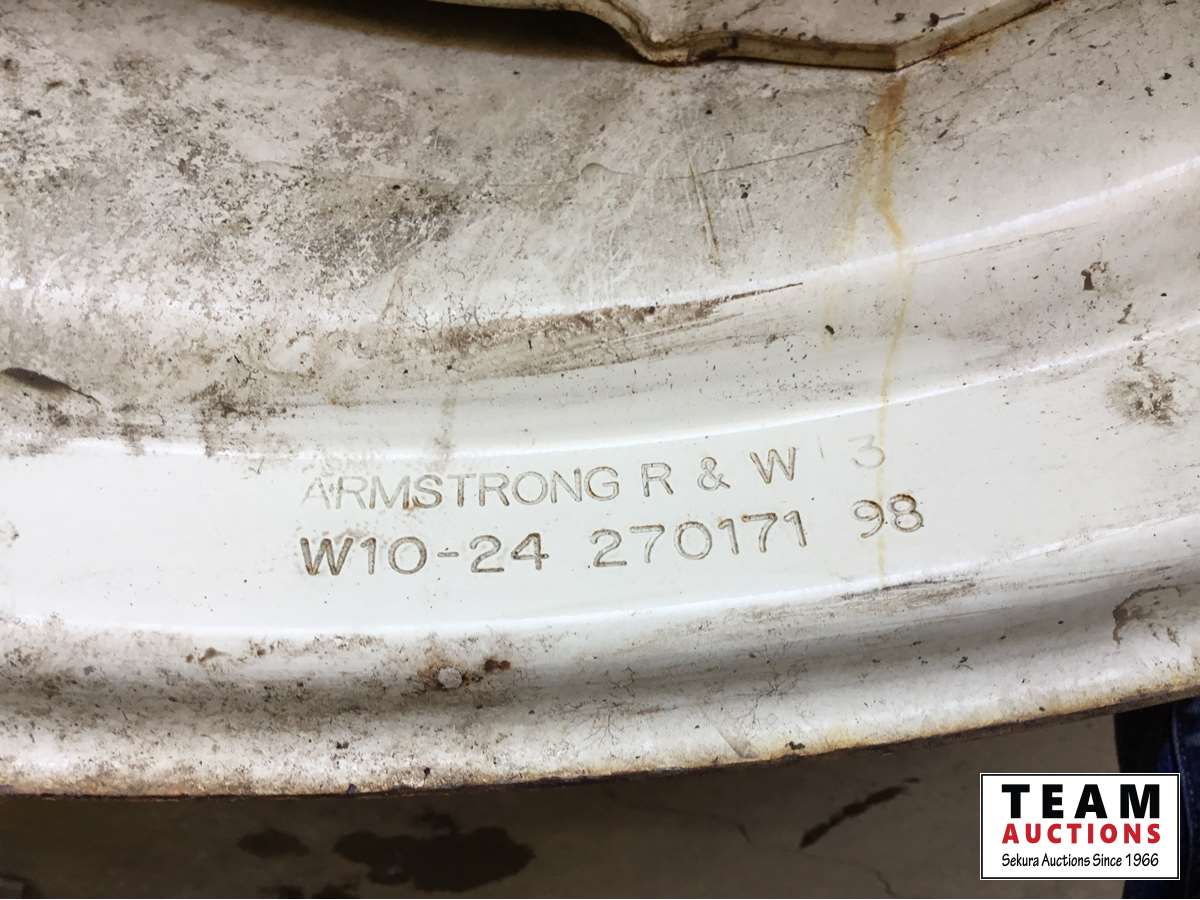 ARMSTRONG R & W 3
W10-24 270171 98
TEAM
AUCTIONS
Sekura Auctions Since 1966